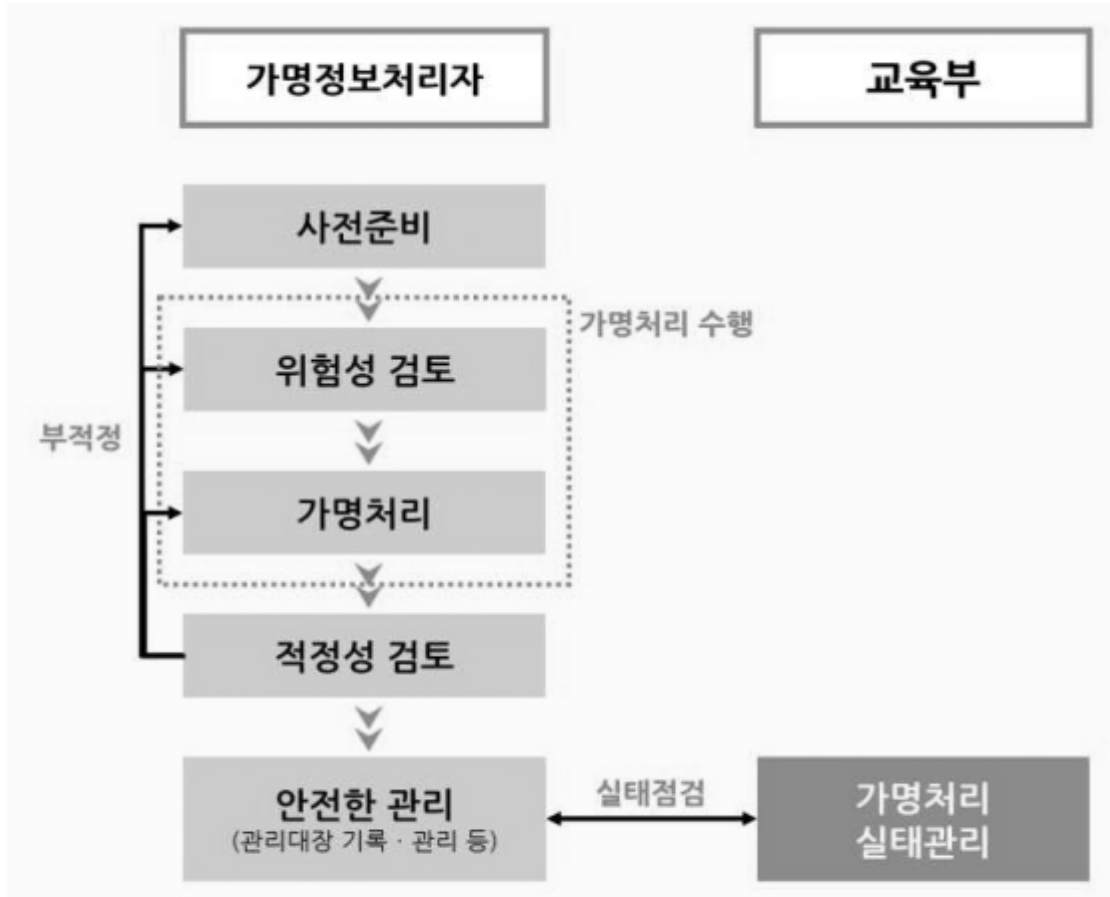 가명정보처리자
교육부
사전준비
가명처리 수행
위험성 검토
부적정
가명처리
적정성 검토
안전한 관리
(관리대장 기록 · 관리 등)
실태점검
가명처리
실태관리